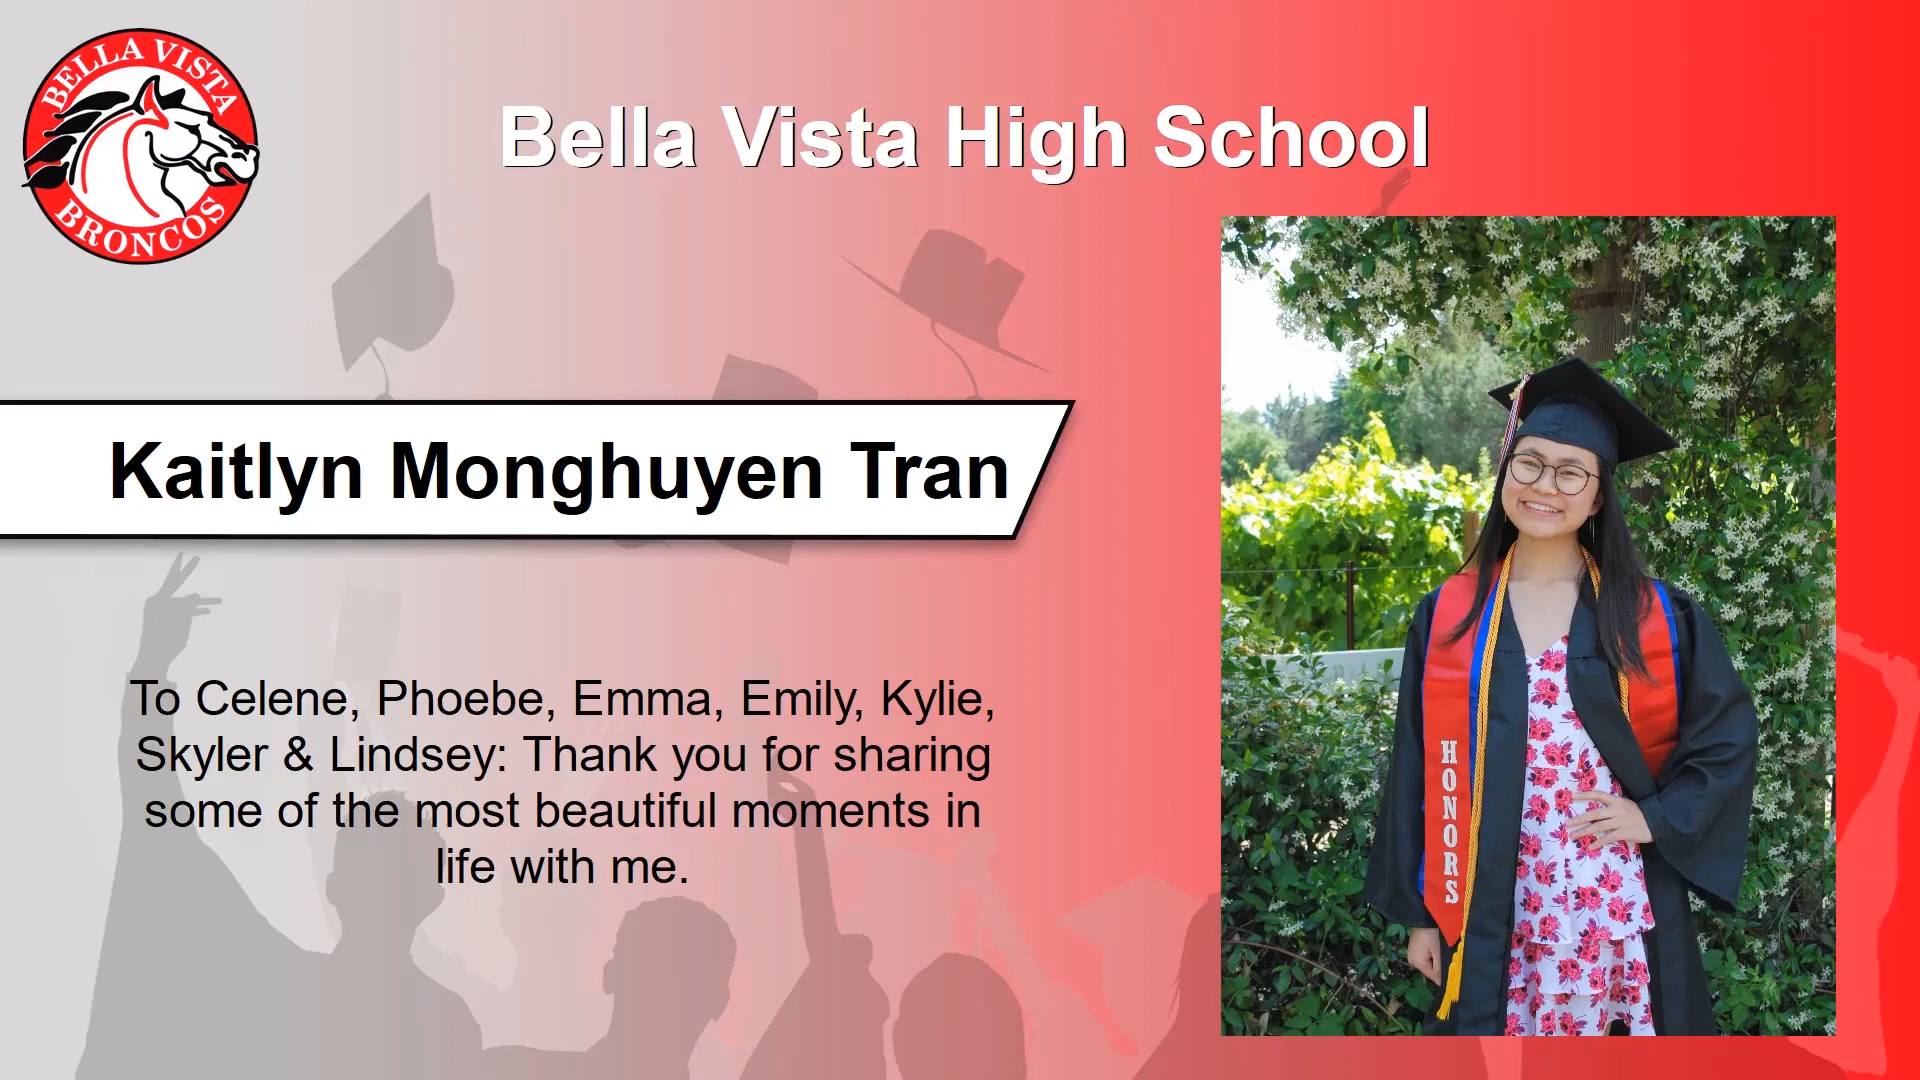 BELLA VISTA
BRONCOS
Bella Vista High School
Kaitlyn Monghuyen Tran
To Celene, Phoebe, Emma, Emily, Kylie,
Skyler & Lindsey: Thank you for sharing
some of the most beautiful moments in
life with me.
HONORS